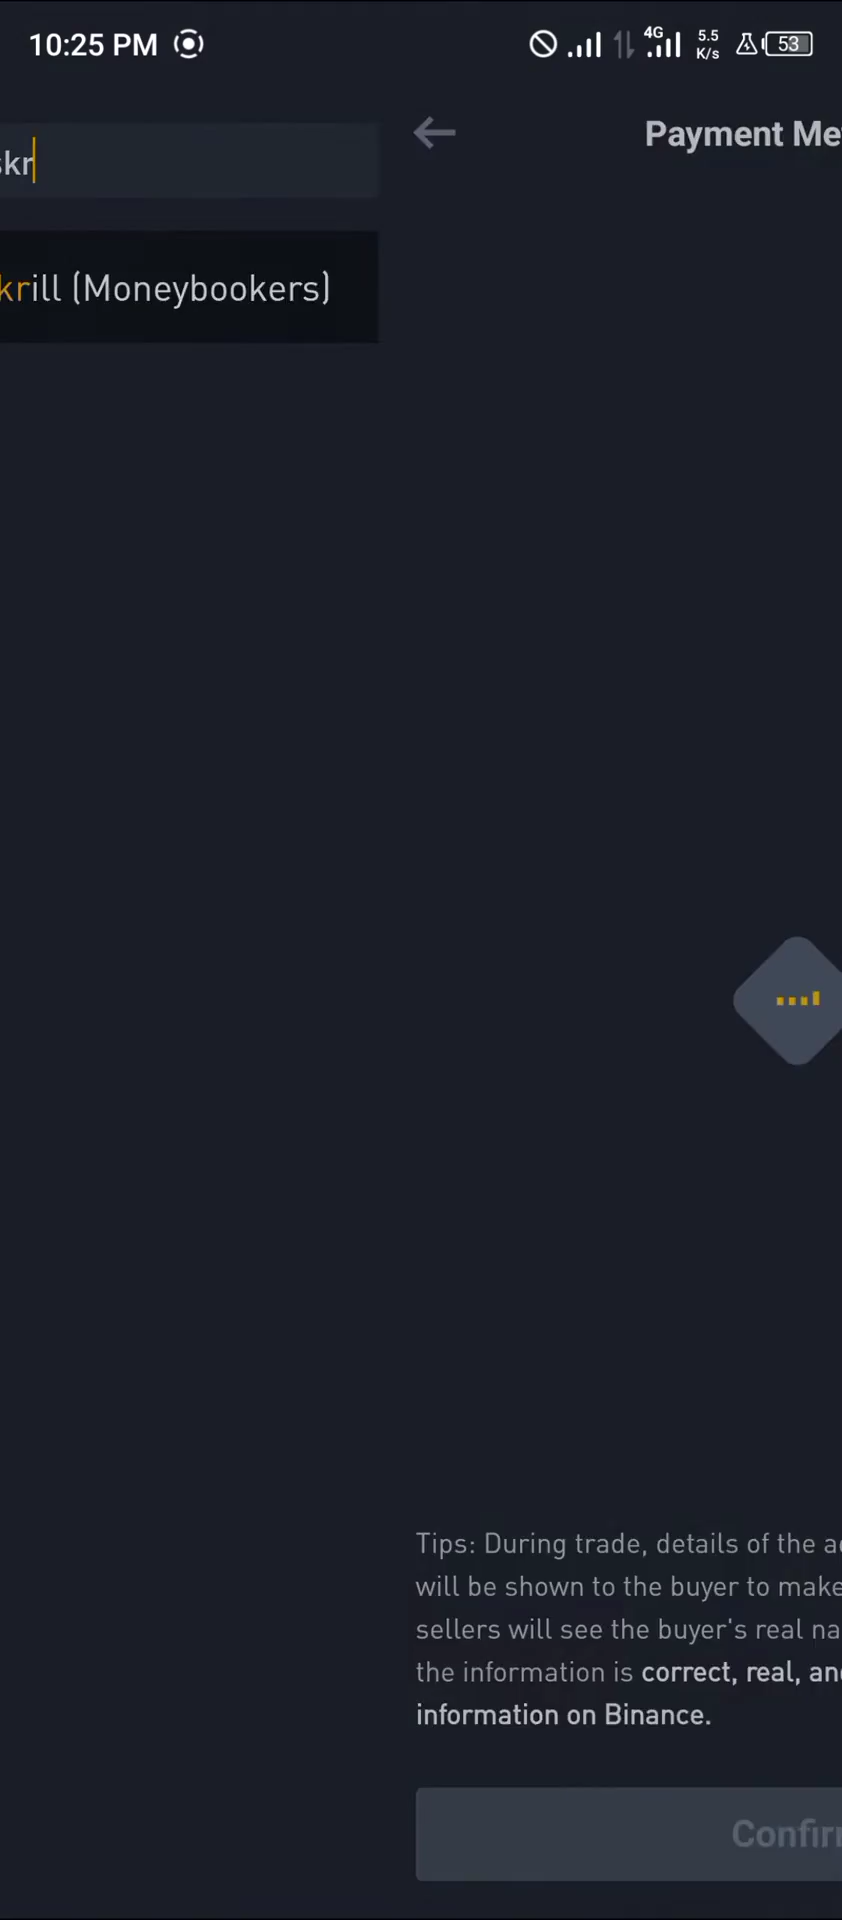 10:25 PM
4G
5.5
K/s
53
skr
krill (Moneybookers)
Payment Me
Tips: During trade, details of the a
will be shown to the buyer to make
sellers will see the buyer's real na
the information is correct, real, an
information on Binance.
Confir